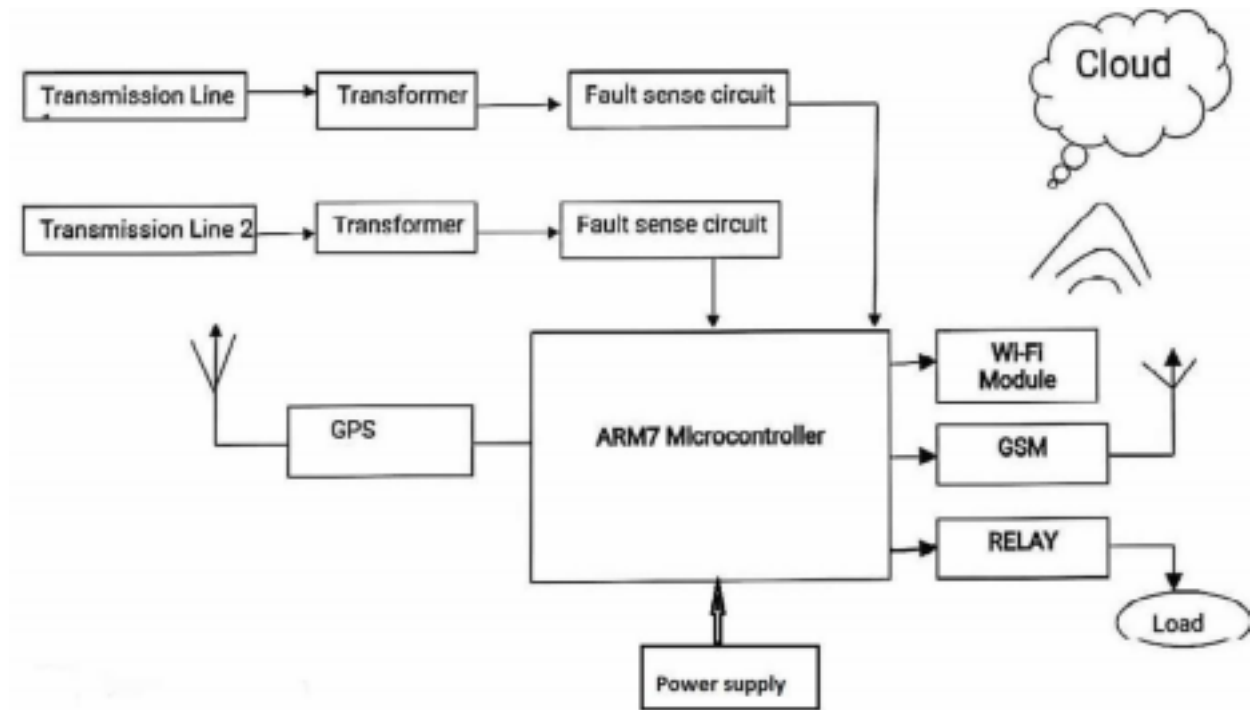 Transmission Line
Transformer
Fault sense circuit
Cloud
Transmission Line 2
Transformer
Fault sense circuit
Wi-Fi
Module
GPS
ARM7 Microcontroller
GSM
RELAY
Load
Power supply